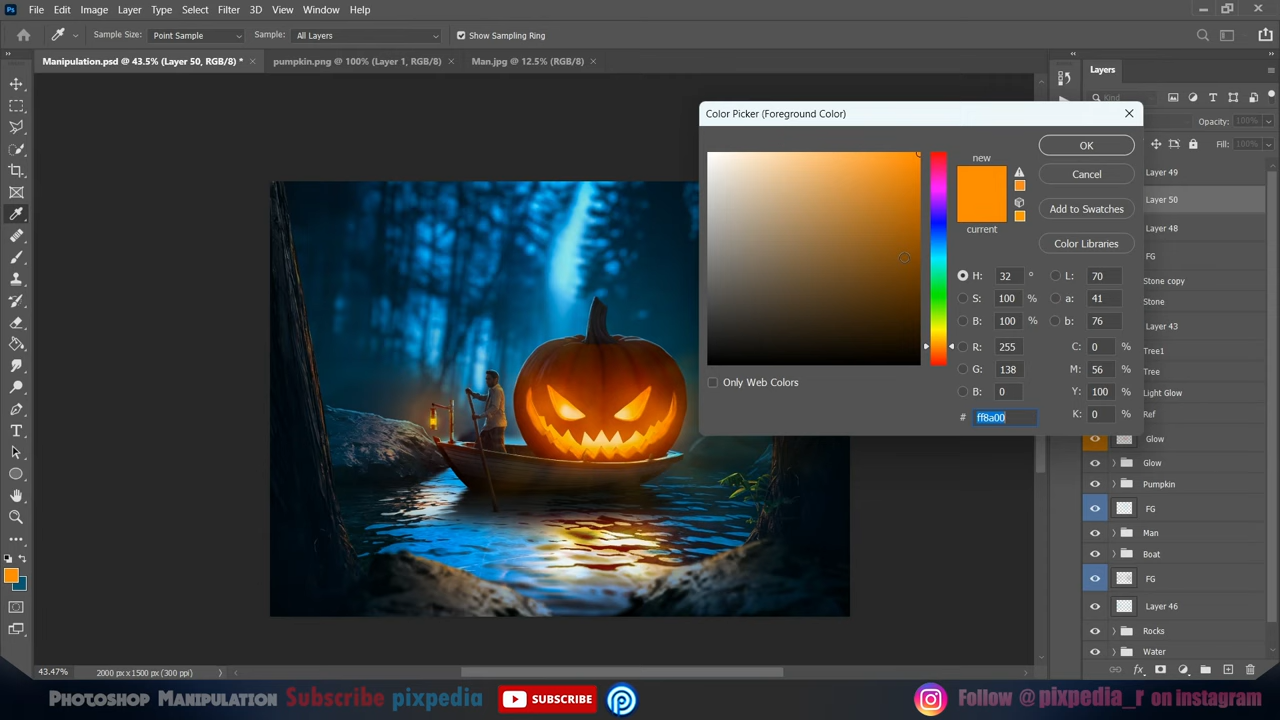 Ps File Edit Image Layer Type Select Filter 3D View Window Help
Sample Size: Point Sample Sample: All Layers Show Sampling Ring
Manipulation.psd @ 43.5% (Layer 50, RGB/8) * pumpkin.png @ 100% (Layer 1, RGB/8) Man.jpg @ 12.5% (RGB/8)
Layers
Kind
Opacity: 100%
Fill: 100%
Color Picker (Foreground Color)
new
current
OK
Cancel
Add to Swatches
Color Libraries
H: 32 ° L: 70
S: 100 % a: 41
B: 100 % b: 76
R: 255 C: 0 %
G: 138 M: 56 %
B: 0 Y: 100 %
# ff8a00 K: 0 %
Only Web Colors
Layer 49
Layer 50
Layer 48
FG
Stone copy
Stone
Layer 43
Tree1
Tree
Light Glow
Ref
Glow
Glow
Pumpkin
FG
Man
Boat
FG
Layer 46
Rocks
Water
fx
43.47% 2000 px x 1500 px (300 ppi)
Photoshop Manipulation Subscribe pixpedia SUBSCRIBE Follow @pixpedia_r on instagram